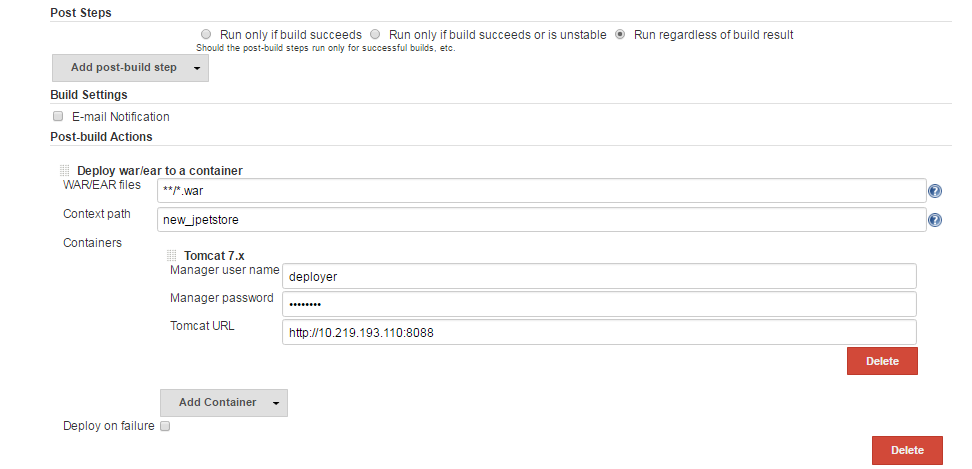 Post Steps
Run only if build succeeds Run only if build succeeds or is unstable Run regardless of build result
Should the post-build steps run only for successful builds, etc.
Add post-build step
Build Settings
E-mail Notification
Post-build Actions
Deploy war/ear to a container
WAR/EAR files **/*.war
Context path new_jpetstore
Containers
Tomcat 7.x
Manager user name deployer
Manager password ••••••••
Tomcat URL http://10.219.193.110:8088
Delete
Add Container
Deploy on failure
Delete